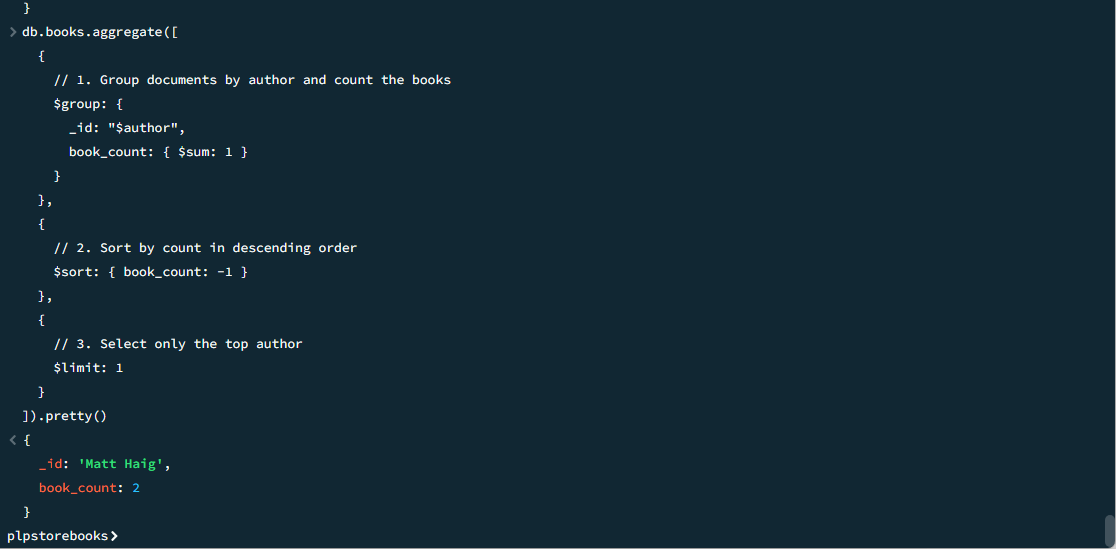 }
> db.books.aggregate([
{
// 1. Group documents by author and count the books
$group: {
_id: "$author",
book_count: { $sum: 1 }
}
},
{
// 2. Sort by count in descending order
$sort: { book_count: -1 }
},
{
// 3. Select only the top author
$limit: 1
}
]).pretty()
< {
_id: 'Matt Haig',
book_count: 2
}
plpstorebooks>